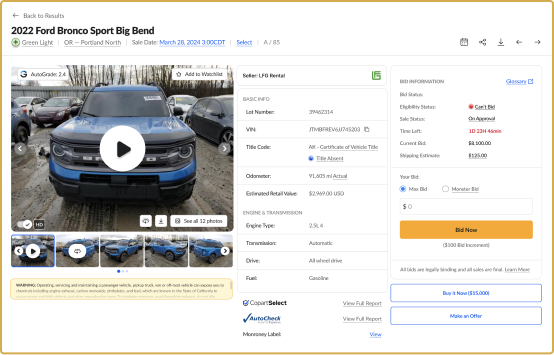 Back to Results
2022 Ford Bronco Sport Big Bend
Green Light | OR — Portland North | Sale Date: March 28, 2024 3:00CDT | Select | A / 85
AutoGrade: 2.4
Add to Watchlist
HD
See all 12 photos
WARNING: Operating, servicing and maintaining a passenger vehicle, pickup truck, van or off-road vehicle can expose you to
chemicals including engine exhaust, carbon monoxide, phthalates, and lead, which are known to the State of California to
Seller: LFG Rental
BASIC INFO
Lot Number: 39462314
VIN: JTMBFREV6JJ745203
Title Code: AK - Certificate of Vehicle Title
Title Absent
Odometer: 91,605 mi Actual
Estimated Retail Value: $2,969.00 USD
ENGINE & TRANSMISSION
Engine Type: 2.5L 4
Transmission: Automatic
Drive: All wheel drive
Fuel: Gasoline
CopartSelect View Full Report
AutoCheck View Full Report
Monroney Label: View
BID INFORMATION
Glossary
Bid Status:
Eligibility Status: Can't Bid
Sale Status: On Approval
Time Left: 1D 23H 46min
Current Bid: $8,100.00
Shipping Estimate: $125.00
Your Bid:
Max Bid
Monster Bid
$ 0
Bid Now
($100 Bid Increment)
All bids are legally binding and all sales are final. Learn More
Buy It Now ($15,000)
Make an Offer